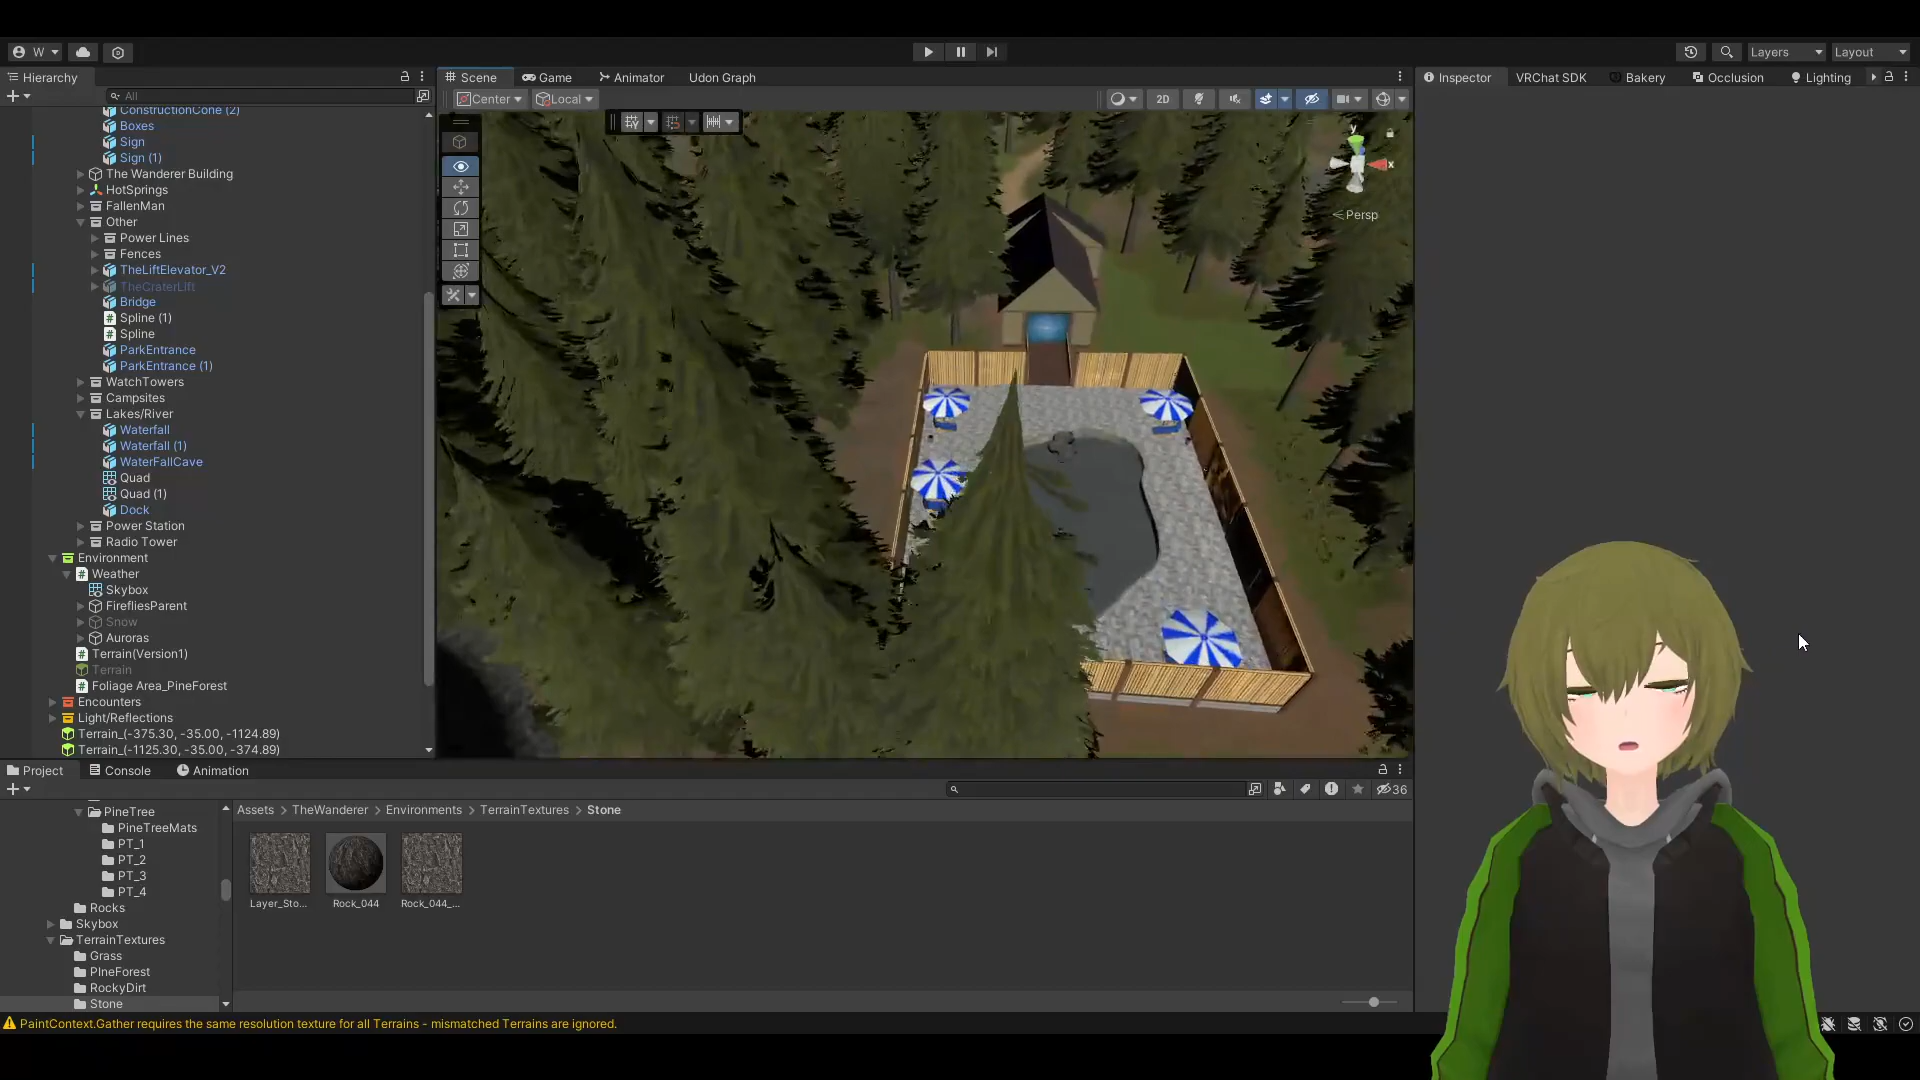 W Layers Layout
Hierarchy Scene Game Animator Udon Graph Inspector VRChat SDK Bakery Occlusion Lighting
All Center Local 2D
ConstructionCone (2)
Boxes
Sign
Sign (1)
The Wanderer Building
HotSprings
FallenMan
Other
Power Lines
Fences
TheLiftElevator_V2
TheCraterLift
Bridge
Spline (1)
Spline
ParkEntrance
ParkEntrance (1)
WatchTowers
Campsites
Lakes/River
Waterfall
Waterfall (1)
WaterFallCave
Quad
Quad (1)
Dock
Power Station
Radio Tower
Environment
Weather
Skybox
FirefliesParent
Snow
Auroras
Terrain(Version1)
Terrain
Foliage Area_PineForest
Encounters
Light/Reflections
Terrain_(-375.30, -35.00, -1124.89)
Terrain_(-1125.30, -35.00, -374.89)
y
x
< Persp
Project Console Animation
36
PineTree
PineTreeMats
PT_1
PT_2
PT_3
PT_4
Rocks
Skybox
TerrainTextures
Grass
PIneForest
RockyDirt
Stone
Assets > TheWanderer > Environments > TerrainTextures > Stone
Layer_Sto... Rock_044 Rock_044_...
PaintContext.Gather requires the same resolution texture for all Terrains - mismatched Terrains are ignored.